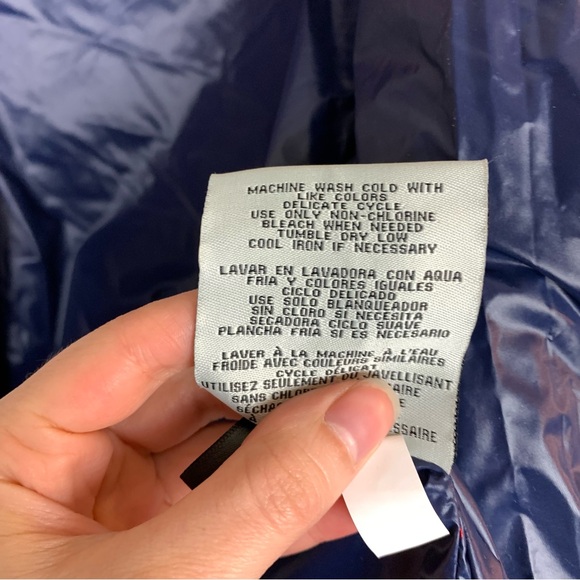 MACHINE WASH COLD WITH
LIKE COLORS
DELICATE CYCLE
USE ONLY NON-CHLORINE
BLEACH WHEN NEEDED
TUMBLE DRY LOW
COOL IRON IF NECESSARY
LAVAR EN LAVADORA CON AQUA
FRIA Y COLORES IGUALES
CICLO DELICADO
USE SOLO BLANQUEADOR
SIN CLORO SI NECESITA
SECADORA CICLO SUAVE
PLANCHA FRIA SI ES NECESARIO
LAVER À LA MACHINE À L'EAU
FROIDE AVEC COULEURS SIMILAIRES
CYCLE DÉLICAT
UTILISEZ SEULEMENT OU JAVELLISANT
SANS